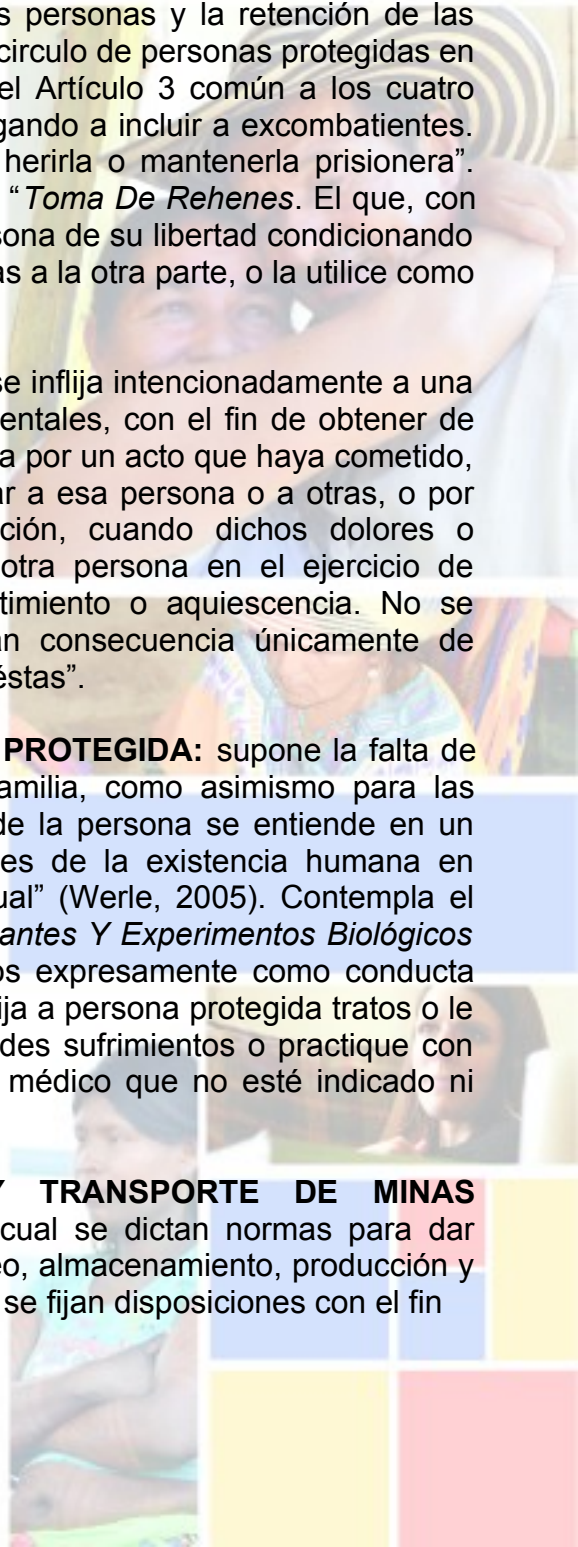 s personas y la retención de las
circulo de personas protegidas en
el Artículo 3 común a los cuatro
gando a incluir a excombatientes.
herirla o mantenerla prisionera”.
“Toma De Rehenes. El que, con
sona de su libertad condicionando
as a la otra parte, o la utilice como
se inflija intencionadamente a una
entales, con el fin de obtener de
a por un acto que haya cometido,
ar a esa persona o a otras, o por
ción, cuando dichos dolores o
otra persona en el ejercicio de
timiento o aquiescencia. No se
an consecuencia únicamente de
éstas”.
PROTEGIDA: supone la falta de
amilia, como asimismo para las
de la persona se entiende en un
es de la existencia humana en
ual” (Werle, 2005). Contempla el
antes Y Experimentos Biológicos
os expresamente como conducta
ija a persona protegida tratos o le
des sufrimientos o practique con
médico que no esté indicado ni
Y TRANSPORTE DE MINAS
cual se dictan normas para dar
eo, almacenamiento, producción y
se fijan disposiciones con el fin